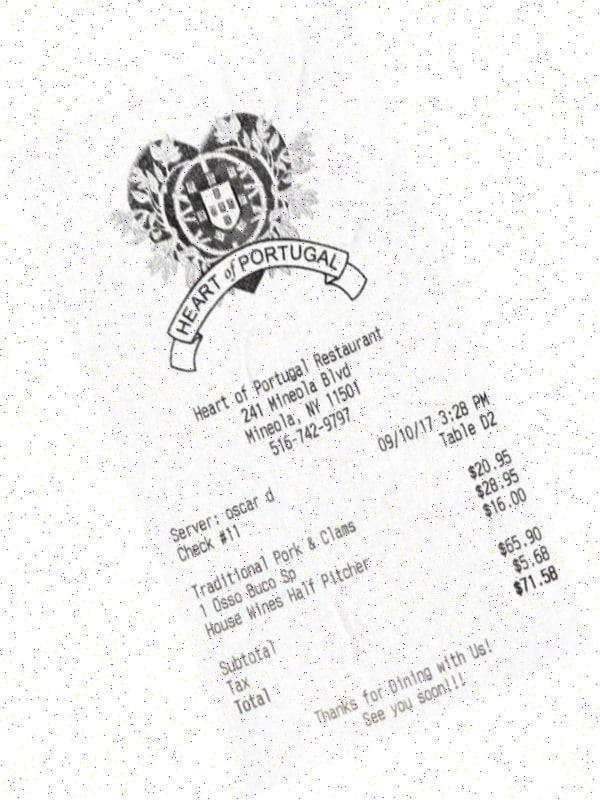 HEART of PORTUGAL
Heart of Portugal Restaurant
241 Mineola Blvd
Mineola, NY 11501
516-742-9797
09/10/17 3:28 PM
Server: oscar d Table D2
Check #11
Traditional Pork & Clams $20.95
1 Osso Buco Sp $28.95
House Wines Half Pitcher $16.00
Subtotal $65.90
Tax $5.68
Total $71.58
Thanks for Dining with Us!
See you soon!!!